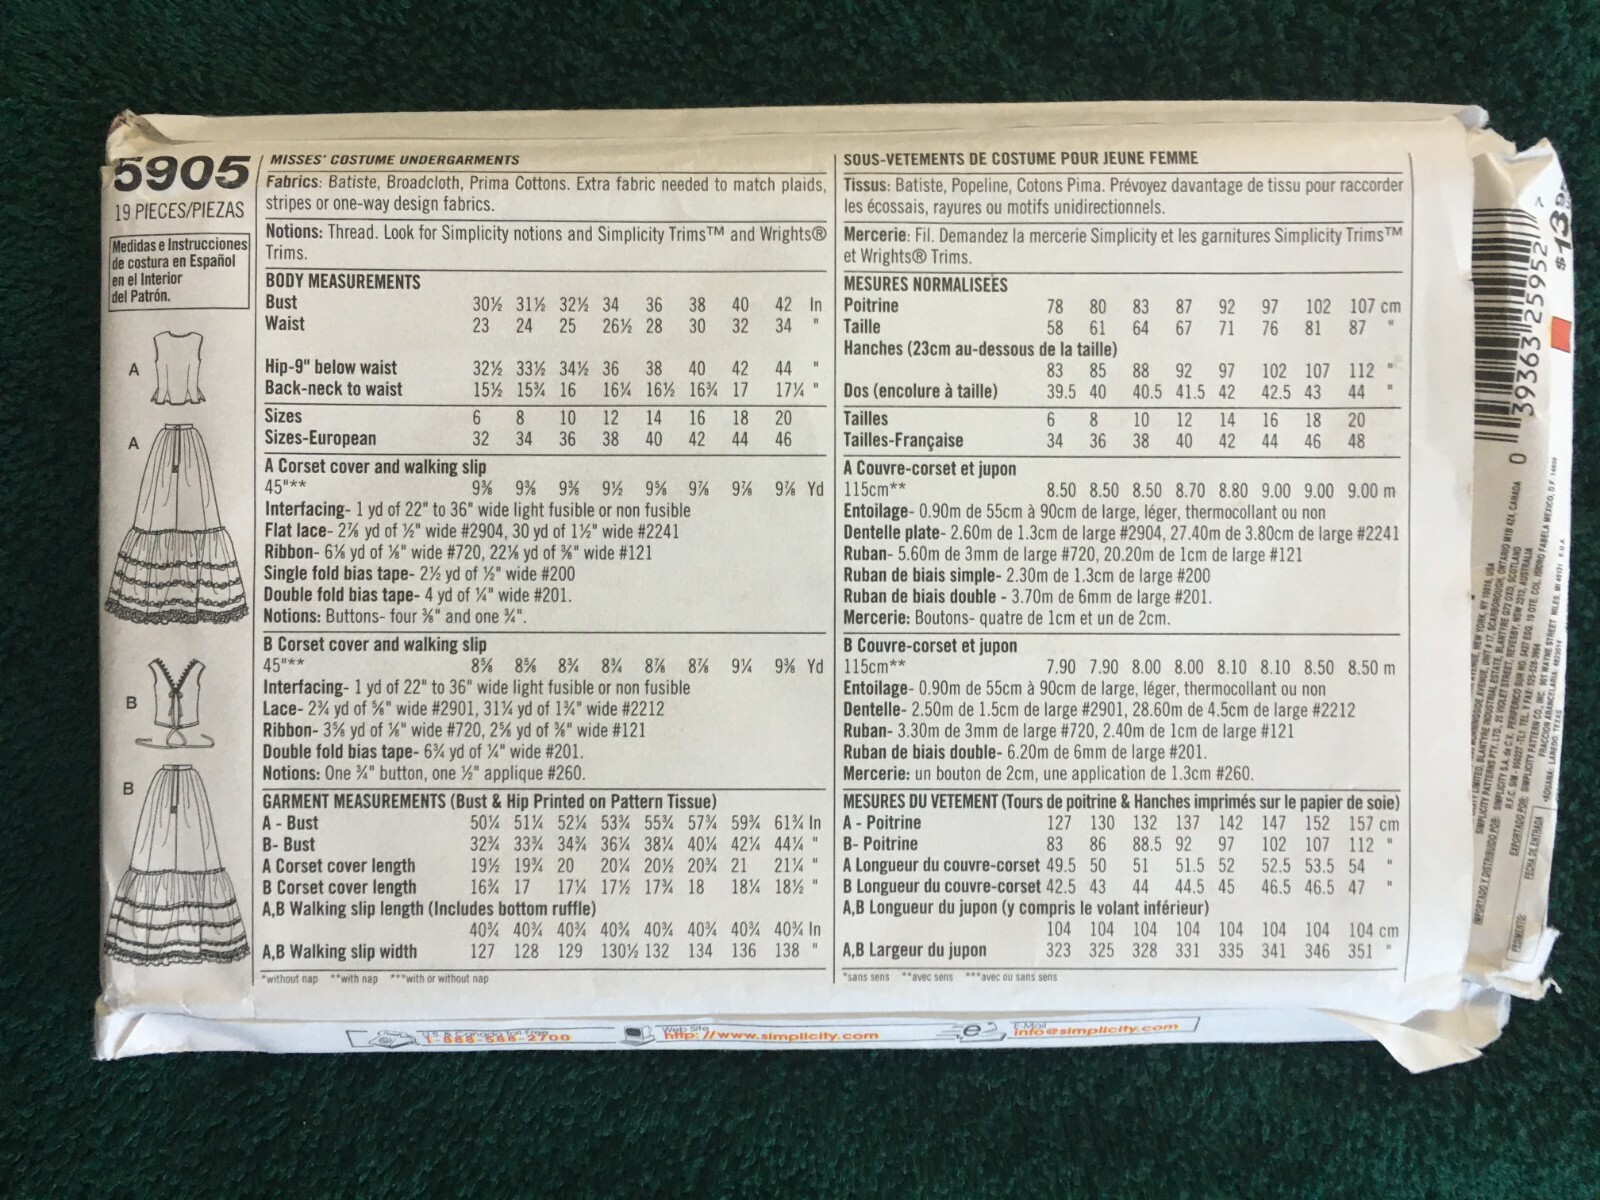 5905
19 PIECES/PIEZAS
Medidas e Instrucciones
de costura en Español
en el Interior
del Patrón.
A
A
B
B
MISSES' COSTUME UNDERGARMENTS
Fabrics: Batiste, Broadcloth, Prima Cottons. Extra fabric needed to match plaids,
stripes or one-way design fabrics.
Notions: Thread. Look for Simplicity notions and Simplicity Trims™ and Wrights®
Trims.
BODY MEASUREMENTS
Bust 30½ 31½ 32½ 34 36 38 40 42 In
Waist 23 24 25 26½ 28 30 32 34 "
Hip-9" below waist 32½ 33½ 34½ 36 38 40 42 44 "
Back-neck to waist 15½ 15¾ 16 16¼ 16½ 16¾ 17 17¼ "
Sizes 6 8 10 12 14 16 18 20
Sizes-European 32 34 36 38 40 42 44 46
A Corset cover and walking slip
45"** 9⅜ 9⅜ 9⅜ 9½ 9⅝ 9⅞ 9⅞ 9⅞ Yd
Interfacing- 1 yd of 22" to 36" wide light fusible or non fusible
Flat lace- 2⅞ yd of ½" wide #2904, 30 yd of 1½" wide #2241
Ribbon- 6⅛ yd of ⅛" wide #720, 22⅛ yd of ⅜" wide #121
Single fold bias tape- 2½ yd of ½" wide #200
Double fold bias tape- 4 yd of ¼" wide #201.
Notions: Buttons- four ⅜" and one ¾".
B Corset cover and walking slip
45"** 8⅝ 8⅝ 8¾ 8¾ 8⅞ 8⅞ 9¼ 9⅜ Yd
Interfacing- 1 yd of 22" to 36" wide light fusible or non fusible
Lace- 2¾ yd of ⅝" wide #2901, 31¼ yd of 1¾" wide #2212
Ribbon- 3⅝ yd of ⅛" wide #720, 2⅝ yd of ⅜" wide #121
Double fold bias tape- 6¾ yd of ¼" wide #201.
Notions: One ¾" button, one ½" applique #260.
GARMENT MEASUREMENTS (Bust & Hip Printed on Pattern Tissue)
A - Bust 50¼ 51¼ 52¼ 53¾ 55¾ 57¾ 59¾ 61¾ In
B- Bust 32¾ 33¾ 34¾ 36¼ 38¼ 40¼ 42¼ 44¼ "
A Corset cover length 19½ 19¾ 20 20¼ 20½ 20¾ 21 21¼ "
B Corset cover length 16¾ 17 17¼ 17½ 17¾ 18 18¼ 18½ "
A,B Walking slip length (Includes bottom ruffle)
40¾ 40¾ 40¾ 40¾ 40¾ 40¾ 40¾ 40¾ In
A,B Walking slip width 127 128 129 130½ 132 134 136 138 "
*without nap **with nap ***with or without nap
SOUS-VETEMENTS DE COSTUME POUR JEUNE FEMME
Tissus: Batiste, Popeline, Cotons Pima. Prévoyez davantage de tissu pour raccorder
les écossais, rayures ou motifs unidirectionnels.
Mercerie: Fil. Demandez la mercerie Simplicity et les garnitures Simplicity Trims™
et Wrights® Trims.
MESURES NORMALISEÉS
Poitrine 78 80 83 87 92 97 102 107 cm
Taille 58 61 64 67 71 76 81 87 "
Hanches (23cm au-dessous de la taille)
83 85 88 92 97 102 107 112 "
Dos (encolure à taille) 39.5 40 40.5 41.5 42 42.5 43 44 "
Tailles 6 8 10 12 14 16 18 20
Tailles-Française 34 36 38 40 42 44 46 48
A Couvre-corset et jupon
115cm** 8.50 8.50 8.50 8.70 8.80 9.00 9.00 9.00 m
Entoilage- 0.90m de 55cm à 90cm de large, léger, thermocollant ou non
Dentelle plate- 2.60m de 1.3cm de large #2904, 27.40m de 3.80cm de large #2241
Ruban- 5.60m de 3mm de large #720, 20.20m de 1cm de large #121
Ruban de biais simple- 2.30m de 1.3cm de large #200
Ruban de biais double - 3.70m de 6mm de large #201.
Mercerie: Boutons- quatre de 1cm et un de 2cm.
B Couvre-corset et jupon
115cm** 7.90 7.90 8.00 8.00 8.10 8.10 8.50 8.50 m
Entoilage- 0.90m de 55cm à 90cm de large, léger, thermocollant ou non
Dentelle- 2.50m de 1.5cm de large #2901, 28.60m de 4.5cm de large #2212
Ruban- 3.30m de 3mm de large #720, 2.40m de 1cm de large #121
Ruban de biais double- 6.20m de 6mm de large #201.
Mercerie: un bouton de 2cm, une application de 1.3cm #260.
MESURES DU VETEMENT (Tours de poitrine & Hanches imprimés sur le papier de soie)
A - Poitrine 127 130 132 137 142 147 152 157 cm
B- Poitrine 83 86 88.5 92 97 102 107 112 "
A Longueur du couvre-corset 49.5 50 51 51.5 52 52.5 53.5 54 "
B Longueur du couvre-corset 42.5 43 44 44.5 45 46.5 46.5 47 "
A,B Longueur du jupon (y compris le volant inférieur)
104 104 104 104 104 104 104 104 cm
A,B Largeur du jupon 323 325 328 331 335 341 346 351 "
*sans sens **avec sens ***avec ou sans sens
0 39363 25952 7
$13.95
U.S. & Canada Toll-Free
1-888-588-2700
Web Site
http://www.simplicity.com
E-Mail
info@simplicity.com